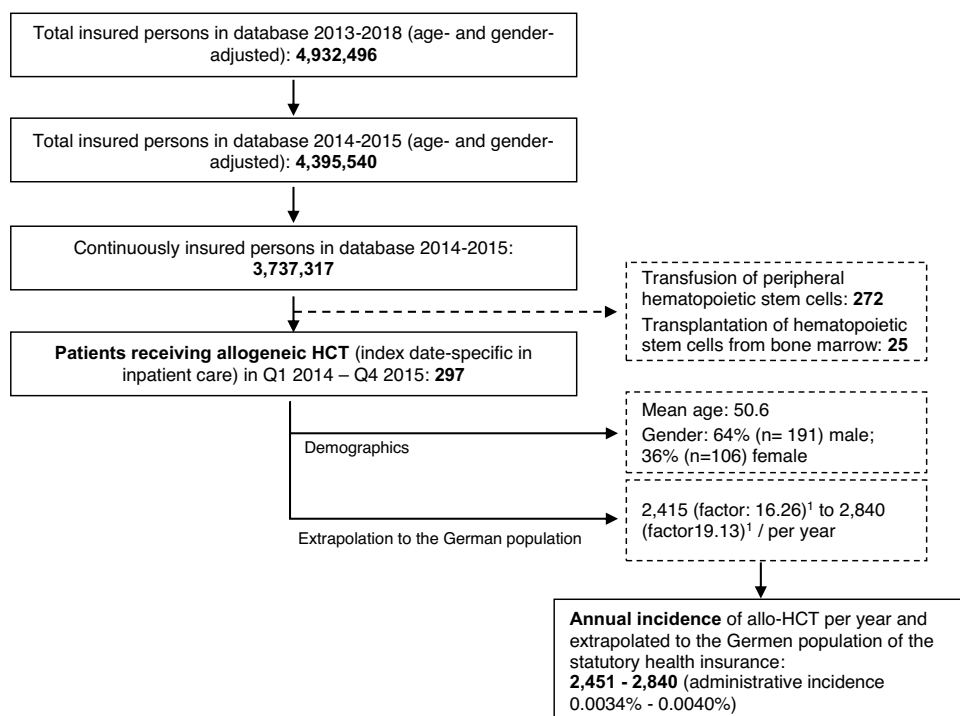 Total insured persons in database 2013-2018 (age- and gender-
adjusted): 4,932,496
Total insured persons in database 2014-2015 (age- and gender-
adjusted): 4,395,540
Continuously insured persons in database 2014-2015:
3,737,317
Transfusion of peripheral
hematopoietic stem cells: 272
Transplantation of hematopoietic
stem cells from bone marrow: 25
Patients receiving allogeneic HCT (index date-specific in
inpatient care) in Q1 2014 – Q4 2015: 297
Demographics
Mean age: 50.6
Gender: 64% (n= 191) male;
36% (n=106) female
Extrapolation to the German population
2,415 (factor: 16.26)¹ to 2,840
(factor19.13)¹ / per year
Annual incidence of allo-HCT per year and
extrapolated to the Germen population of the
statutory health insurance:
2,451 - 2,840 (administrative incidence
0.0034% - 0.0040%)